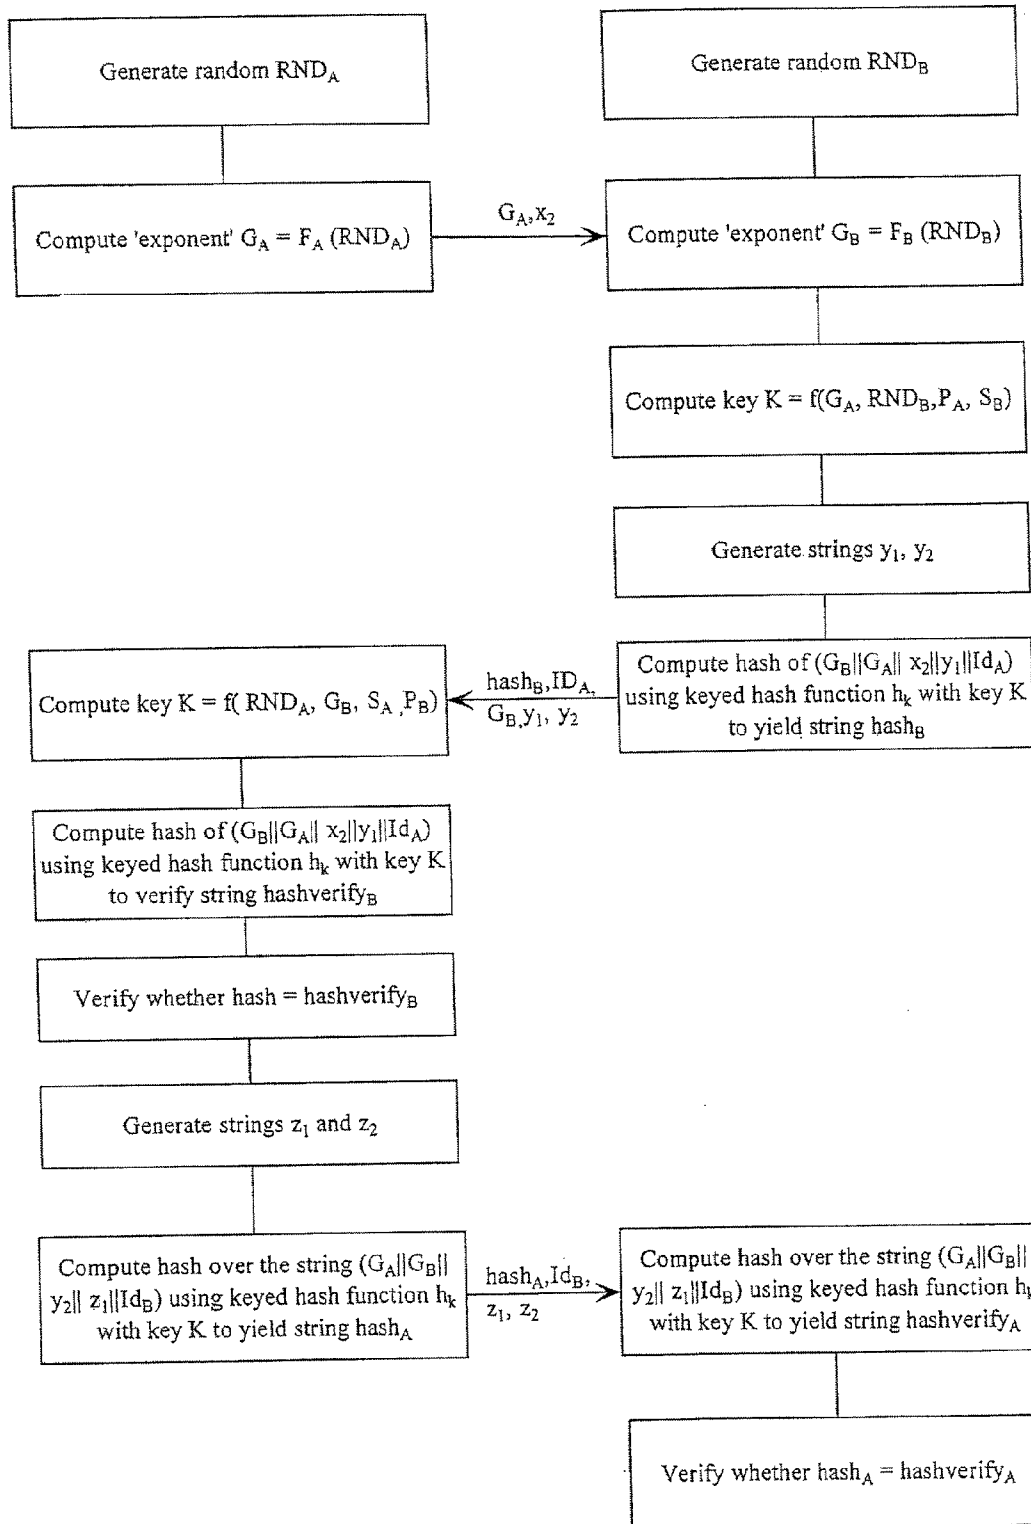 Generate random RND_A
Generate random RND_B
Compute 'exponent' G_A = F_A (RND_A)
G_A,x_2
Compute 'exponent' G_B = F_B (RND_B)
Compute key K = f(G_A, RND_B,P_A, S_B)
Generate strings y_1, y_2
Compute hash of (G_B||G_A|| x_2||y_1||Id_A)
using keyed hash function h_k with key K
to yield string hash_B
hash_B,ID_A,
G_B,y_1, y_2
Compute key K = f( RND_A, G_B, S_A ,P_B)
Compute hash of (G_B||G_A|| x_2||y_1||Id_A)
using keyed hash function h_k with key K
to verify string hashverify_B
Verify whether hash = hashverify_B
Generate strings z_1 and z_2
Compute hash over the string (G_A||G_B||
y_2|| z_1||Id_B) using keyed hash function h_k
with key K to yield string hash_A
hash_A,Id_B,
z_1, z_2
Compute hash over the string (G_A||G_B||
y_2|| z_1||Id_B) using keyed hash function h_k
with key K to yield string hashverify_A
Verify whether hash_A = hashverify_A